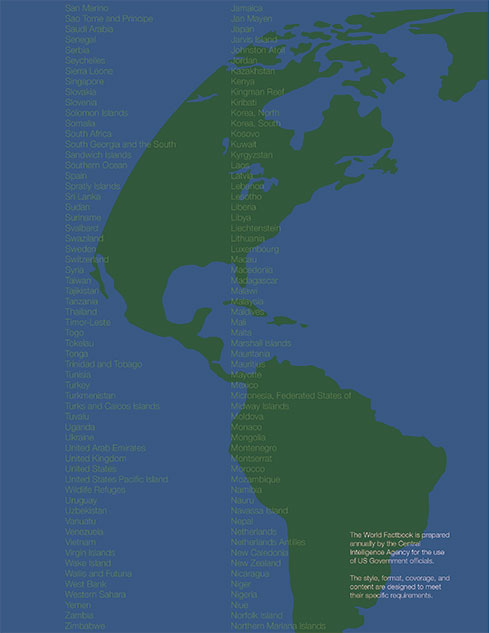 San Marino
Sao Tome and Principe
Saudi Arabia
Senegal
Serbia
Seychelles
Sierra Leone
Singapore
Slovakia
Slovenia
Solomon Islands
Somalia
South Africa
South Georgia and the South
Sandwich Islands
Southern Ocean
Spain
Spratly Islands
Sri Lanka
Sudan
Suriname
Svalbard
Swaziland
Sweden
Switzerland
Syria
Taiwan
Tajikistan
Tanzania
Thailand
Timor-Leste
Togo
Tokelau
Tonga
Trinidad and Tobago
Tunisia
Turkey
Turkmenistan
Turks and Caicos Islands
Tuvalu
Uganda
Ukraine
United Arab Emirates
United Kingdom
United States
United States Pacific Island
Wildlife Refuges
Uruguay
Uzbekistan
Vanuatu
Venezuela
Vietnam
Virgin Islands
Wake Island
Wallis and Futuna
West Bank
Western Sahara
Yemen
Zambia
Zimbabwe
Jamaica
Jan Mayen
Japan
Jarvis Island
Johnston Atoll
Jordan
Kazakhstan
Kenya
Kingman Reef
Kiribati
Korea, North
Korea, South
Kosovo
Kuwait
Kyrgyzstan
Laos
Latvia
Lebanon
Lesotho
Liberia
Libya
Liechtenstein
Lithuania
Luxembourg
Macau
Macedonia
Madagascar
Malawi
Malaysia
Maldives
Mali
Malta
Marshall Islands
Mauritania
Mauritius
Mayotte
Mexico
Micronesia, Federated States of
Midway Islands
Moldova
Monaco
Mongolia
Montenegro
Montserrat
Morocco
Mozambique
Namibia
Nauru
Navassa Island
Nepal
Netherlands
Netherlands Antilles
New Caledonia
New Zealand
Nicaragua
Niger
Nigeria
Niue
Norfolk Island
Northern Mariana Islands
The World Factbook is prepared
annually by the Central
Intelligence Agency for the use
of US Government officials.
The style, format, coverage, and
content are designed to meet
their specific requirements.